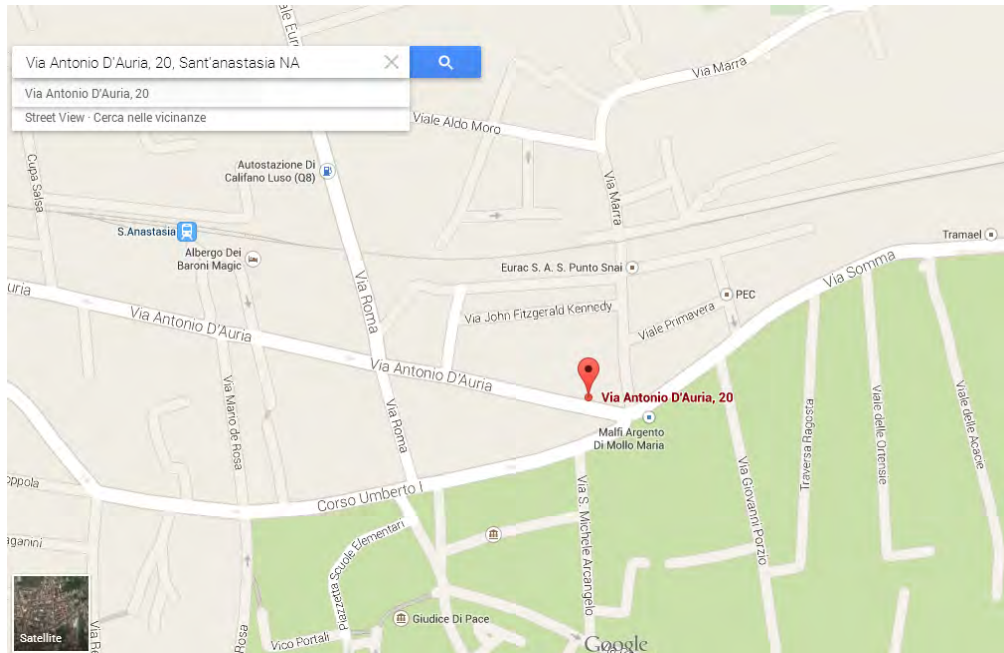 Via Antonio D'Auria, 20, Sant'anastasia NA
Via Antonio D'Auria, 20
Street View · Cerca nelle vicinanze
Viale Aldo Moro
Via Marra
Cupa Salsa
Autostazione Di
Califano Luso (Q8)
Via Marra
S.Anastasia
Albergo Dei
Baroni Magic
Tramael
Eurac S. A. S. Punto Snai
Via Somma
PEC
Via Roma
Via John Fitzgerald Kennedy
Viale Primavera
Via Antonio D'Auria
Via Antonio D'Auria
Via Antonio D'Auria, 20
Malfi Argento
Di Mollo Maria
Via Mario de Rosa
Via Roma
Traversa Ragosta
Viale delle Ortensie
Viale delle Acacie
Corso Umberto I
Via S. Michele Arcangelo
Via Giovanni Porzio
Piazzetta Scuole Elementari
Giudice Di Pace
Vico Portali
Rosa
Satellite
Google